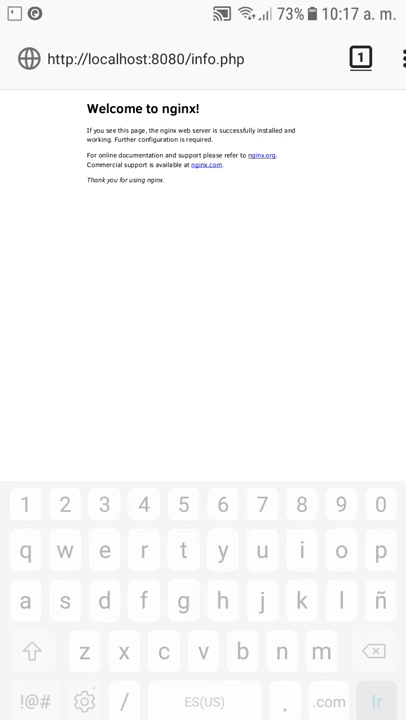 73% 10:17 a. m.
http://localhost:8080/info.php 1
Welcome to nginx!
If you see this page, the nginx web server is successfully installed and
working. Further configuration is required.
For online documentation and support please refer to nginx.org.
Commercial support is available at nginx.com.
Thank you for using nginx.
1 2 3 4 5 6 7 8 9 0
q w e r t y u i o p
a s d f g h j k l ñ
z x c v b n m
!@# / ES(US) . .com Ir